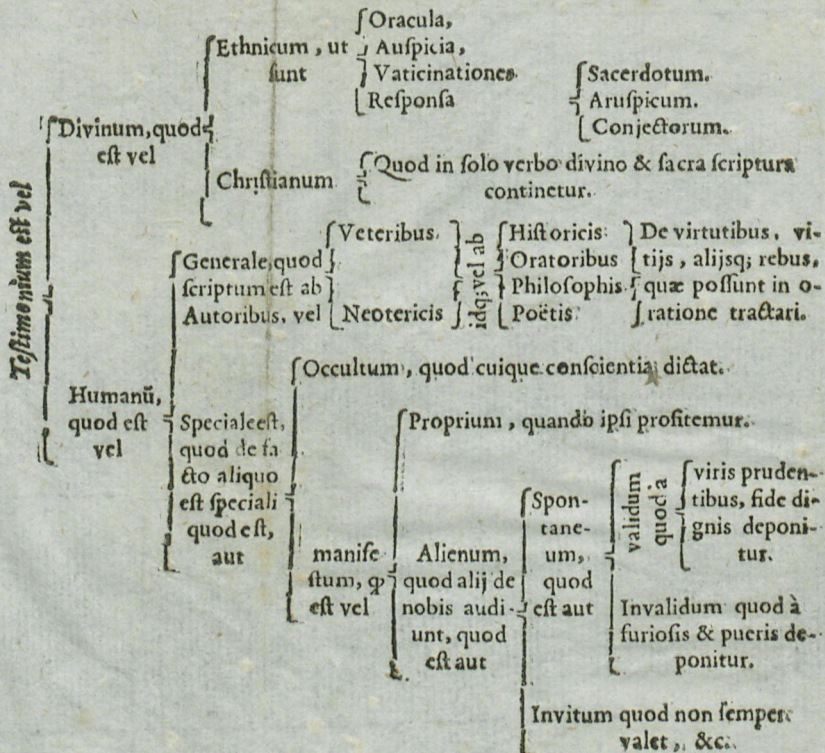 Testimonium est vel
Divinum, quod
est vel
Ethnicum, ut
sunt
Oracula,
Auspicia,
Vaticinationes
Responsa
Sacerdotum.
Aruspicum.
Conjectorum.
Christianum
Quod in solo verbo divino & sacra scriptura
continetur.
Humanū,
quod est
vel
Generale, quod
scriptum est ab
Autoribus, vel
Veteribus
Neotericis
idq; vel ab
Historicis
Oratoribus
Philosophis
Poëtis
De virtutibus, vi-
tijs, alijsq; rebus,
quæ possunt in o-
ratione tractari.
Speciale est,
quod de fa
cto aliquo
est speciali
quod est,
aut
Occultum, quod cuique conscientia dictat.
manife
stum, qɔ
est vel
Proprium, quando ipsi profitemur.
Alienum,
quod alij de
nobis audi-
unt, quod
est aut
Spon-
tane-
um,
quod
est aut
validum
quod à
viris pruden-
tibus, fide di-
gnis deponi-
tur.
Invalidum quod à
furiosis & pueris de-
ponitur.
Invitum quod non semper
valet, &c.